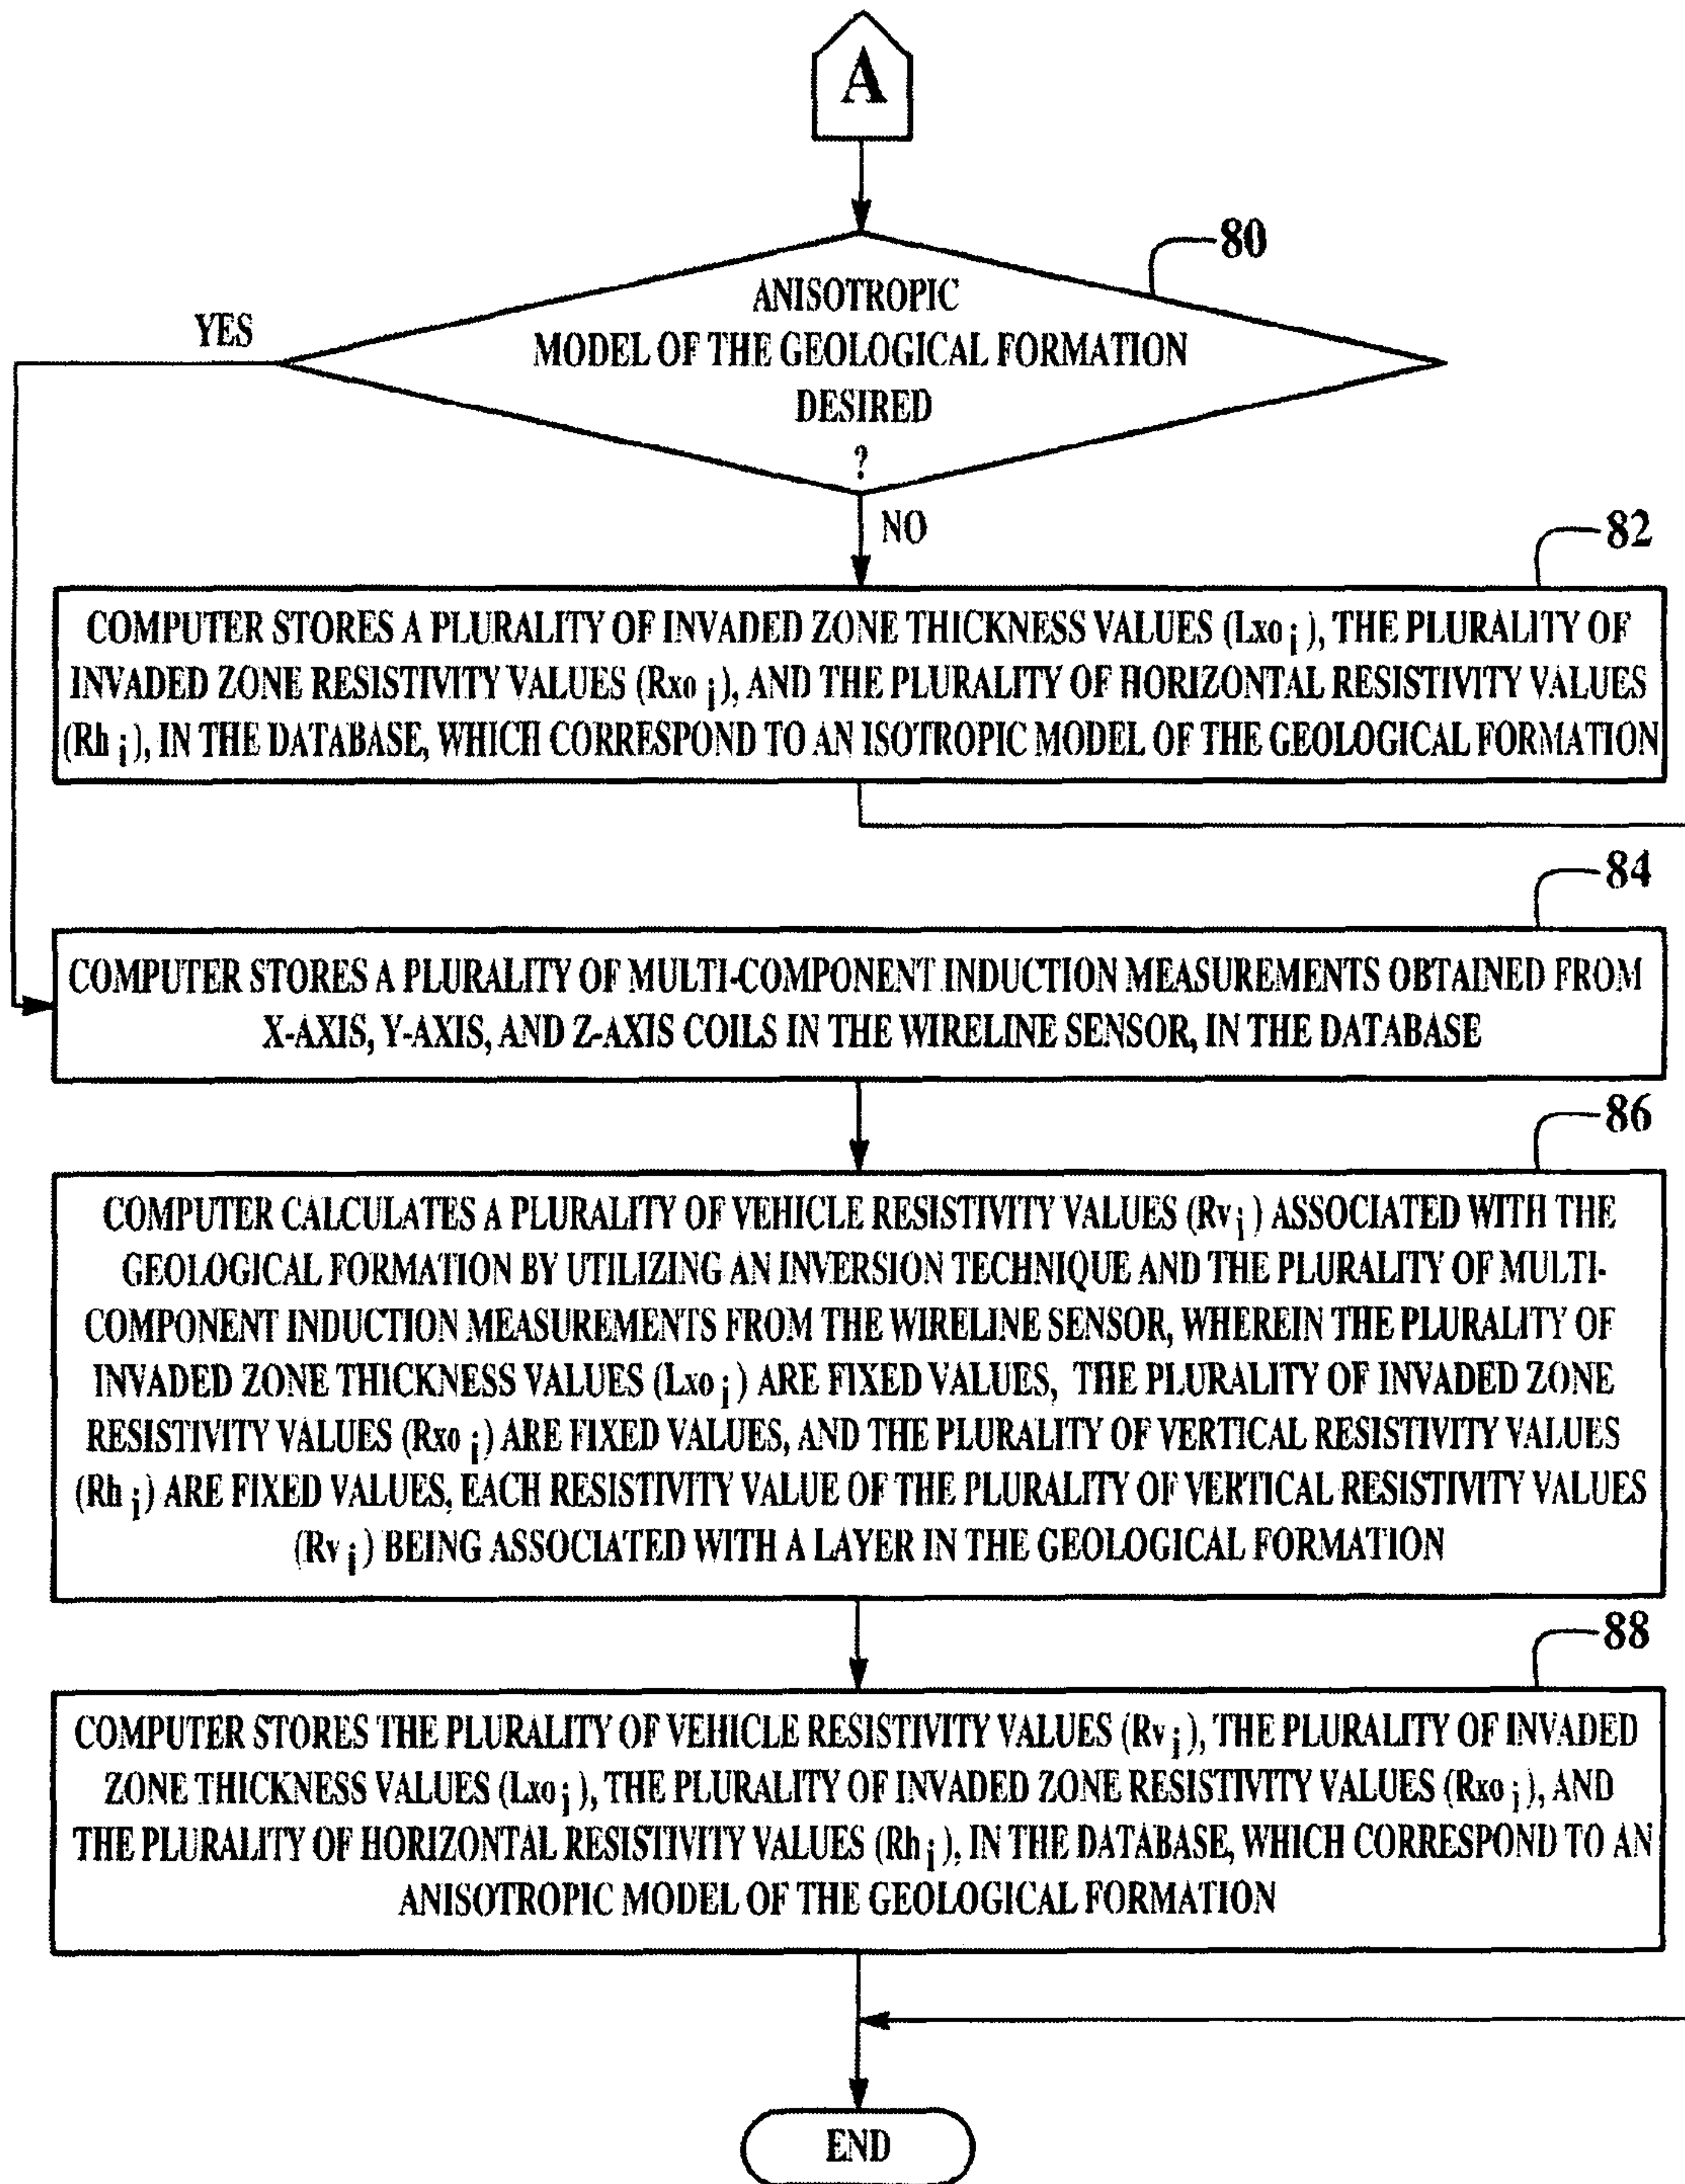 A
80
ANISOTROPIC
MODEL OF THE GEOLOGICAL FORMATION
DESIRED
?
YES
NO
82
COMPUTER STORES A PLURALITY OF INVADED ZONE THICKNESS VALUES (Lxo i), THE PLURALITY OF
INVADED ZONE RESISTIVITY VALUES (Rxo i), AND THE PLURALITY OF HORIZONTAL RESISTIVITY VALUES
(Rh i), IN THE DATABASE, WHICH CORRESPOND TO AN ISOTROPIC MODEL OF THE GEOLOGICAL FORMATION
84
COMPUTER STORES A PLURALITY OF MULTI-COMPONENT INDUCTION MEASUREMENTS OBTAINED FROM
X-AXIS, Y-AXIS, AND Z-AXIS COILS IN THE WIRELINE SENSOR, IN THE DATABASE
86
COMPUTER CALCULATES A PLURALITY OF VEHICLE RESISTIVITY VALUES (Rv i) ASSOCIATED WITH THE
GEOLOGICAL FORMATION BY UTILIZING AN INVERSION TECHNIQUE AND THE PLURALITY OF MULTI-
COMPONENT INDUCTION MEASUREMENTS FROM THE WIRELINE SENSOR, WHEREIN THE PLURALITY OF
INVADED ZONE THICKNESS VALUES (Lxo i) ARE FIXED VALUES, THE PLURALITY OF INVADED ZONE
RESISTIVITY VALUES (Rxo i) ARE FIXED VALUES, AND THE PLURALITY OF VERTICAL RESISTIVITY VALUES
(Rh i) ARE FIXED VALUES, EACH RESISTIVITY VALUE OF THE PLURALITY OF VERTICAL RESISTIVITY VALUES
(Rv i) BEING ASSOCIATED WITH A LAYER IN THE GEOLOGICAL FORMATION
88
COMPUTER STORES THE PLURALITY OF VEHICLE RESISTIVITY VALUES (Rv i), THE PLURALITY OF INVADED
ZONE THICKNESS VALUES (Lxo i), THE PLURALITY OF INVADED ZONE RESISTIVITY VALUES (Rxo i), AND
THE PLURALITY OF HORIZONTAL RESISTIVITY VALUES (Rh i), IN THE DATABASE, WHICH CORRESPOND TO AN
ANISOTROPIC MODEL OF THE GEOLOGICAL FORMATION
END